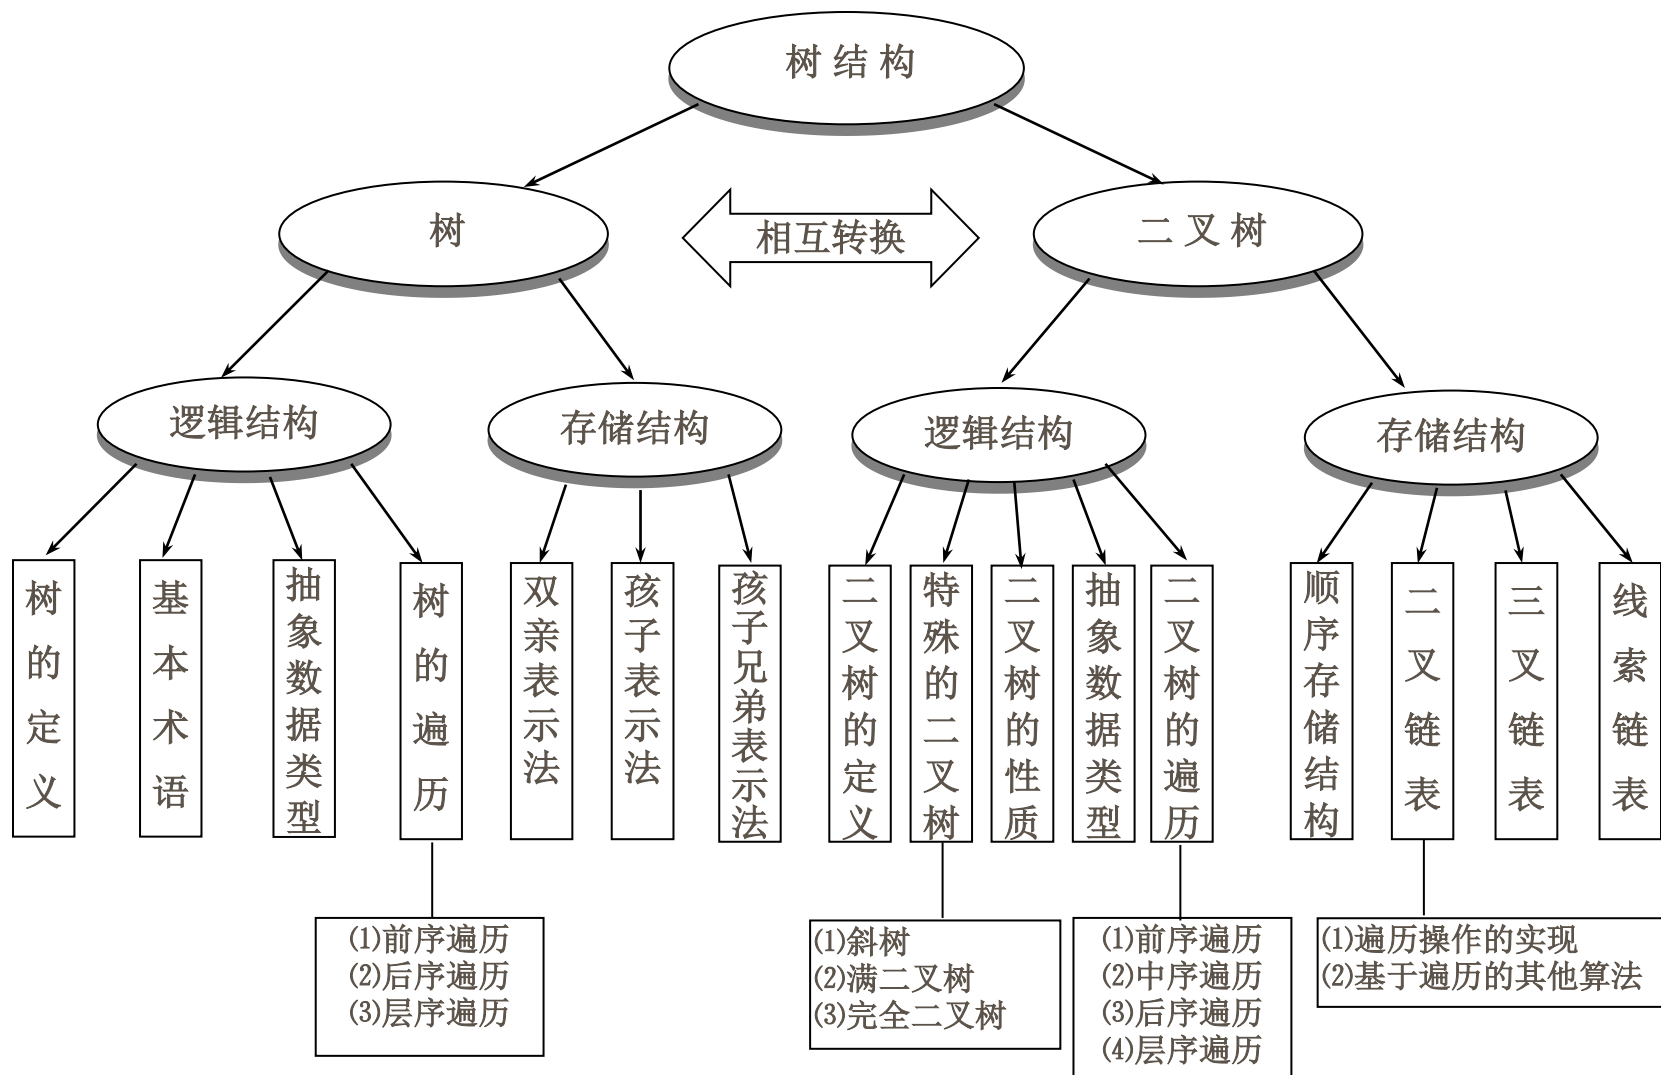 树 结 构
树
相互转换
二 叉 树
逻辑结构
存储结构
逻辑结构
存储结构
树的定义
基本术语
抽象数据类型
树的遍历
双亲表示法
孩子表示法
孩子兄弟表示法
二叉树的定义
特殊的二叉树
二叉树的性质
抽象数据类型
二叉树的遍历
顺序存储结构
二叉链表
三叉链表
线索链表
⑴前序遍历
⑵后序遍历
⑶层序遍历
⑴斜树
⑵满二叉树
⑶完全二叉树
⑴前序遍历
⑵中序遍历
⑶后序遍历
⑷层序遍历
⑴遍历操作的实现
⑵基于遍历的其他算法